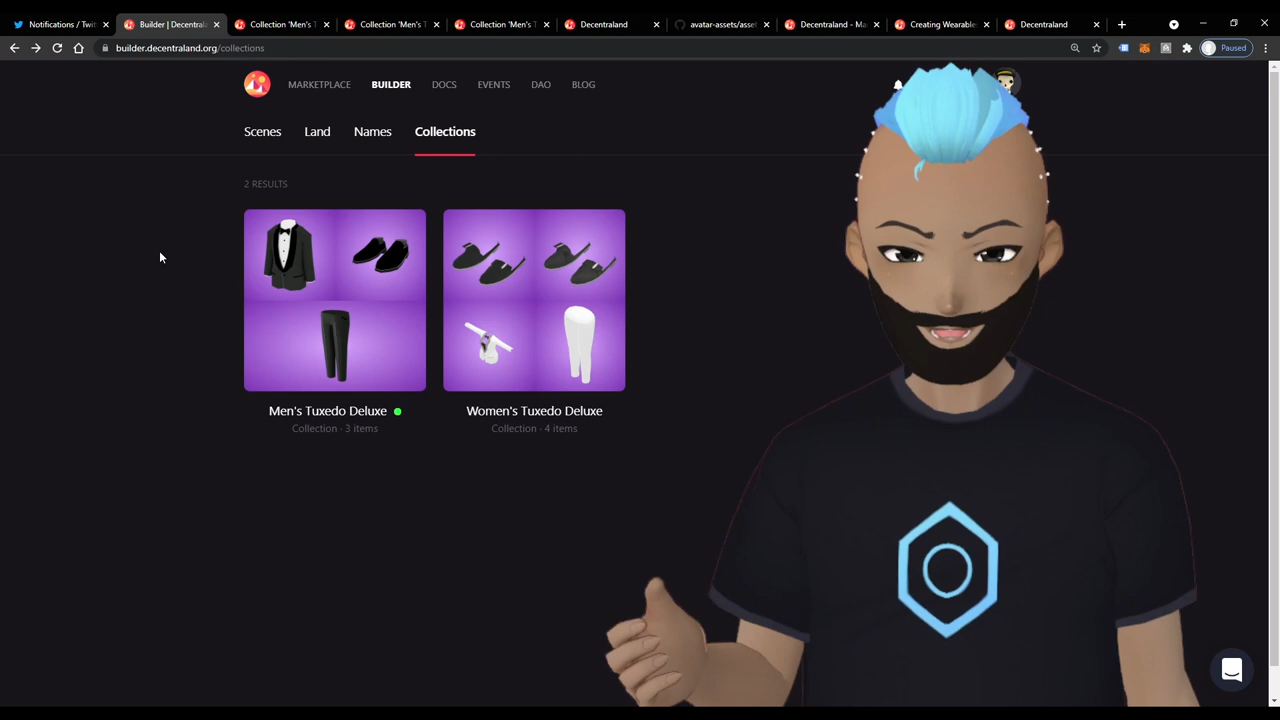 Notifications / Twit
Builder | Decentrala
Collection 'Men's T
Collection 'Men's T
Collection 'Men's T
Decentraland
avatar-assets/asset
Decentraland - Ma
Creating Wearable
Decentraland
builder.decentraland.org/collections
Paused
MARKETPLACE
BUILDER
DOCS
EVENTS
DAO
BLOG
Scenes
Land
Names
Collections
2 RESULTS
Men's Tuxedo Deluxe
Collection · 3 items
Women's Tuxedo Deluxe
Collection · 4 items